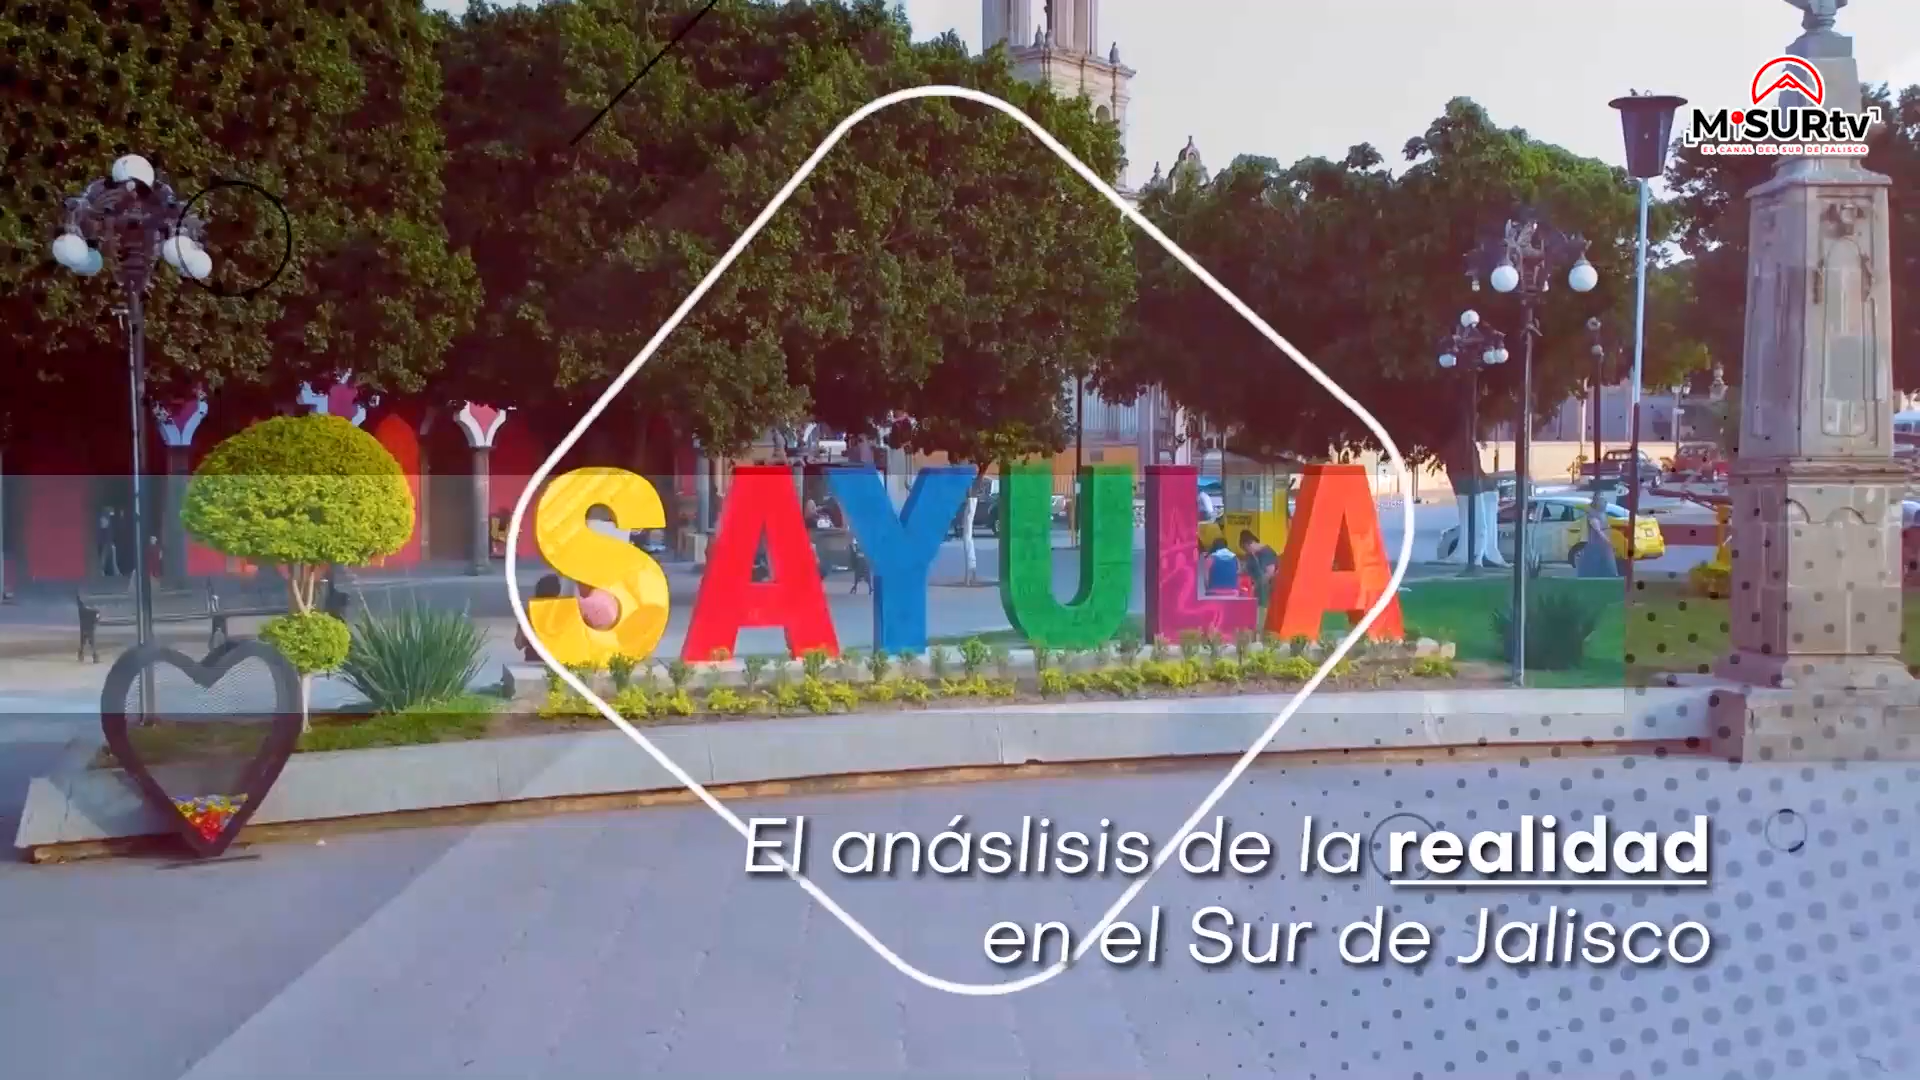 MiSURtv
EL CANAL DEL SUR DE JALISCO
SAYULA
El anáslisis de la realidad
en el Sur de Jalisco